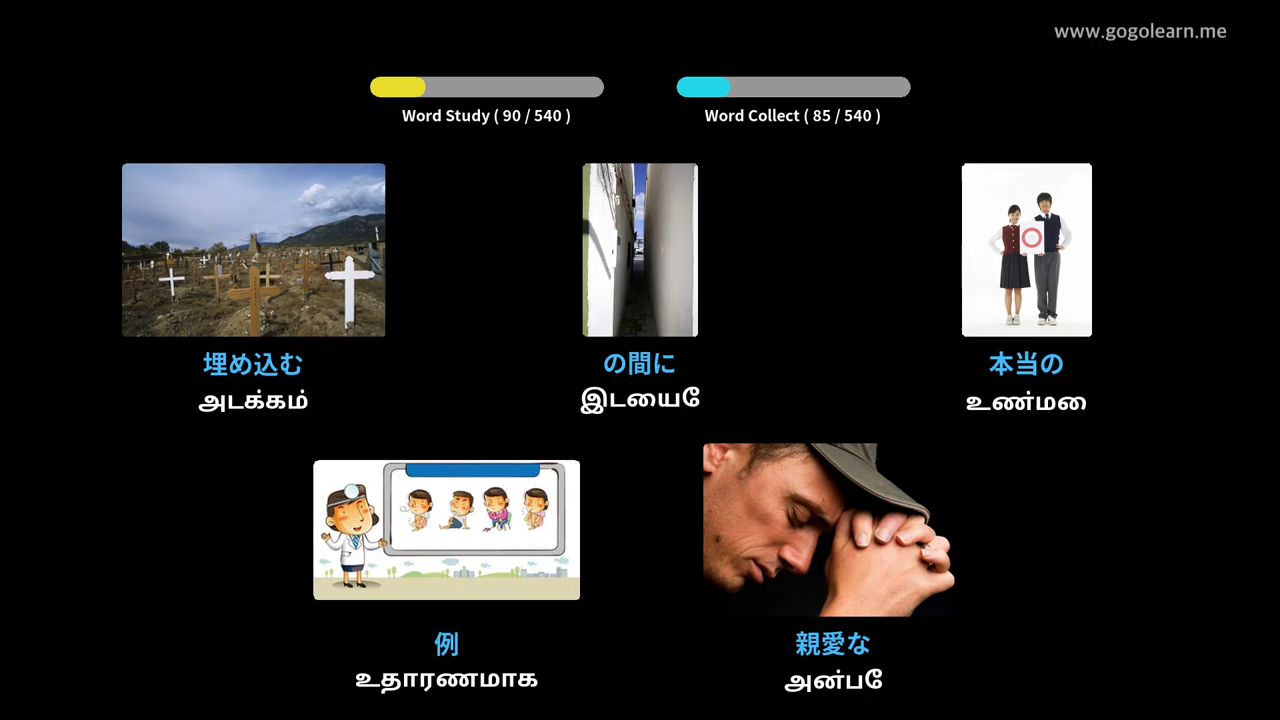 www.gogolearn.me
Word Study ( 90 / 540 )
Word Collect ( 85 / 540 )
埋め込む
அடக்கம்
の間に
இடையே
本当の
உண்மை
例
உதாரணமாக
親愛な
அன்பே